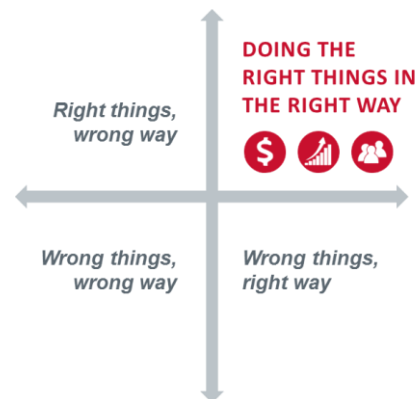 DOING THE
RIGHT THINGS IN
THE RIGHT WAY
Right things,
wrong way
$
Wrong things,
wrong way
Wrong things,
right way